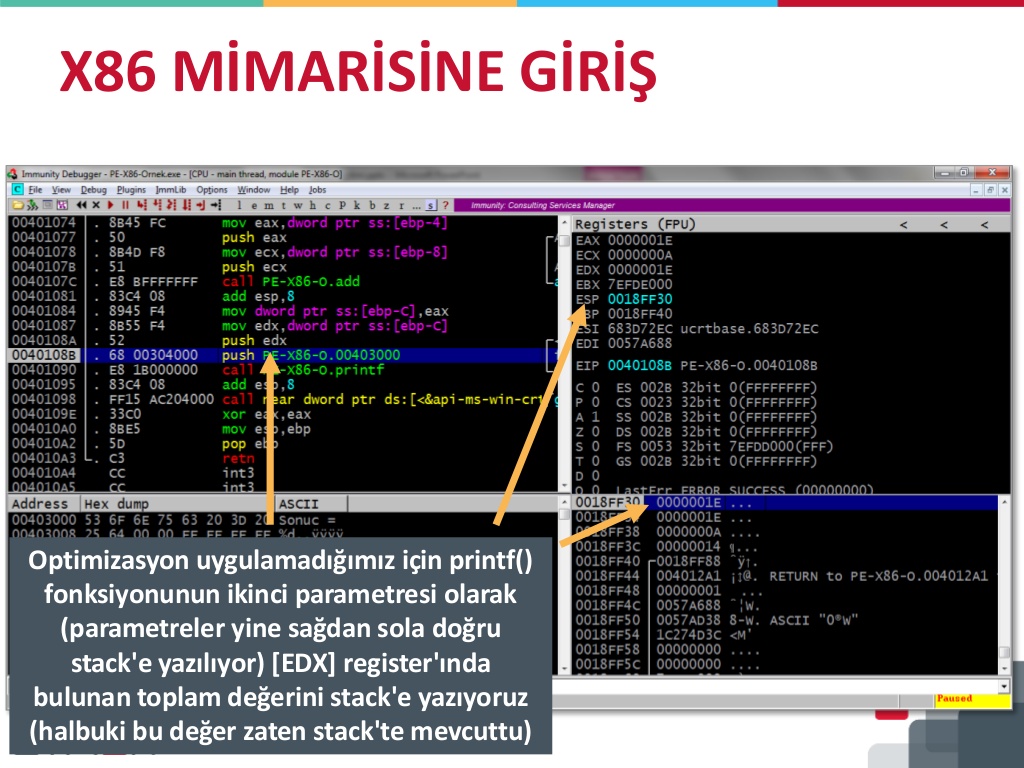 X86 MİMARİSİNE GİRİŞ
Immunity Debugger - PE-X86-Ornek.exe - [CPU - main thread, module PE-X86-O]
File View Debug Plugins ImmLib Options Window Help Jobs
l e m t w h c P k b z r ... s ? Immunity: Consulting Services Manager
00401074 . 8B45 FC mov eax,dword ptr ss:[ebp-4]
00401077 . 50 push eax
00401078 . 8B4D F8 mov ecx,dword ptr ss:[ebp-8]
0040107B . 51 push ecx
0040107C . E8 BFFFFFFF call PE-X86-O.add
00401081 . 83C4 08 add esp,8
00401084 . 8945 F4 mov dword ptr ss:[ebp-C],eax
00401087 . 8B55 F4 mov edx,dword ptr ss:[ebp-C]
0040108A . 52 push edx
0040108B . 68 00304000 push PE-X86-O.00403000
00401090 . E8 1B000000 call PE-X86-O.printf
00401095 . 83C4 08 add esp,8
00401098 . FF15 AC204000 call near dword ptr ds:[<&api-ms-win-crt
0040109E . 33C0 xor eax,eax
004010A0 . 8BE5 mov esp,ebp
004010A2 . 5D pop ebp
004010A3 . C3 retn
004010A4 CC int3
004010A5 CC int3
Registers (FPU) < < <
EAX 0000001E
ECX 0000000A
EDX 0000001E
EBX 7EFDE000
ESP 0018FF30
EBP 0018FF40
ESI 683D72EC ucrtbase.683D72EC
EDI 0057A688
EIP 0040108B PE-X86-O.0040108B
C 0 ES 002B 32bit 0(FFFFFFFF)
P 0 CS 0023 32bit 0(FFFFFFFF)
A 1 SS 002B 32bit 0(FFFFFFFF)
Z 0 DS 002B 32bit 0(FFFFFFFF)
S 0 FS 0053 32bit 7EFDD000(FFF)
T 0 GS 002B 32bit 0(FFFFFFFF)
D 0
O 0 LastErr ERROR_SUCCESS (00000000)
Address Hex dump ASCII
00403000 53 6F 6E 75 63 20 3D 20 Sonuc =
00403008 25 64 00 00 FF FF FF FF %d..ÿÿÿÿ
0018FF30 0000001E ...
0000001E ...
0018FF38 0000000A ....
0018FF3C 00000014 ¶...
0018FF40 0018FF88
0018FF44 004012A1 RETURN to PE-X86-O.004012A1
0018FF48 00000001 ...
0018FF4C 0057A688
0018FF50 0057AD38 8-W. ASCII "O®W"
0018FF54 1C274D3C <M'
0018FF58 00000000 ....
0018FF5C 00000000 ....
Paused
Optimizasyon uygulamadığımız için printf()
fonksiyonunun ikinci parametresi olarak
(parametreler yine sağdan sola doğru
stack'e yazılıyor) [EDX] register'ında
bulunan toplam değerini stack'e yazıyoruz
(halbuki bu değer zaten stack'te mevcuttu)